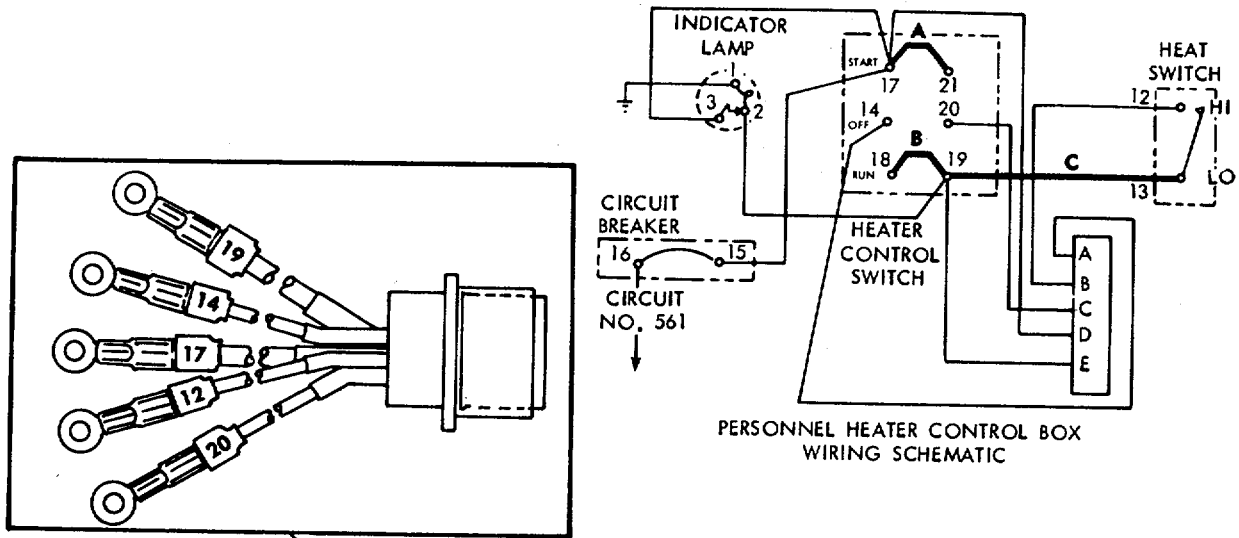 19
14
17
12
20
INDICATOR
LAMP
1
3
2
A
START
17
21
14
20
OFF
B
18
19
RUN
HEATER
CONTROL
SWITCH
C
HEAT
SWITCH
12
HI
13
LO
CIRCUIT
BREAKER
16
15
CIRCUIT
NO. 561
A
B
C
D
E
PERSONNEL HEATER CONTROL BOX
WIRING SCHEMATIC